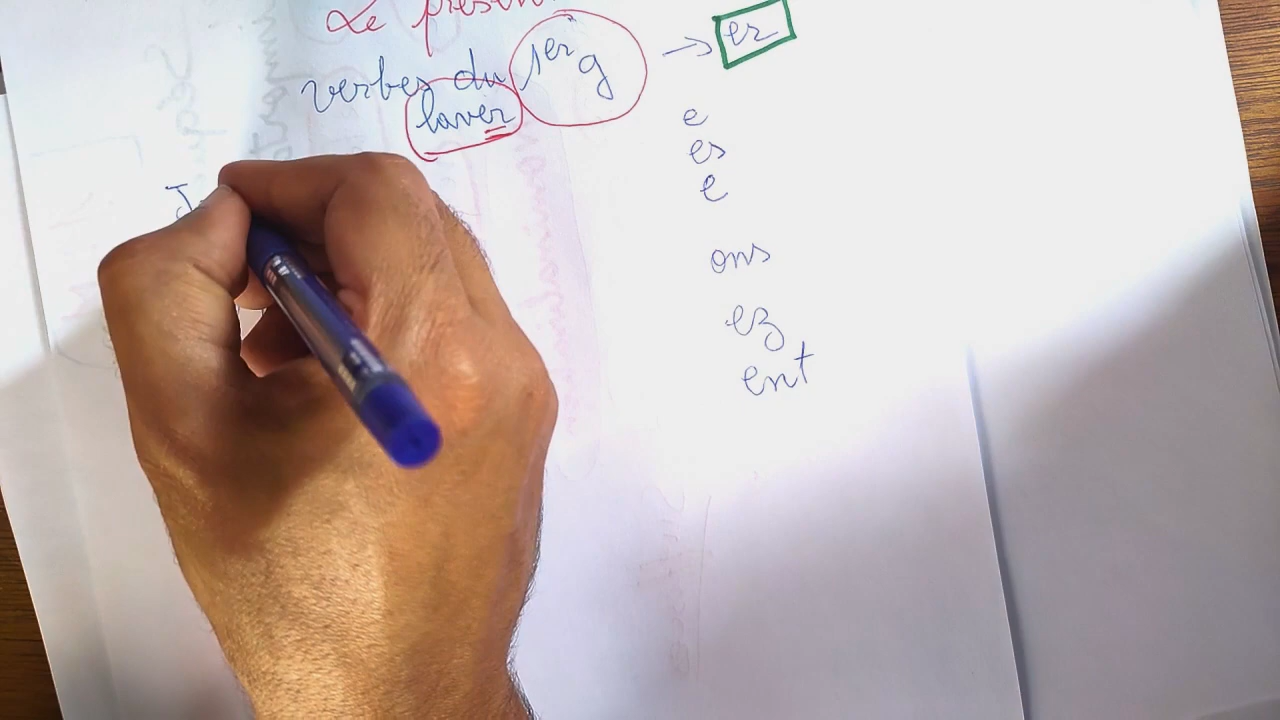 Le présent
verbes du 1er g → er
laver
e
es
e
ons
ez
ent
J